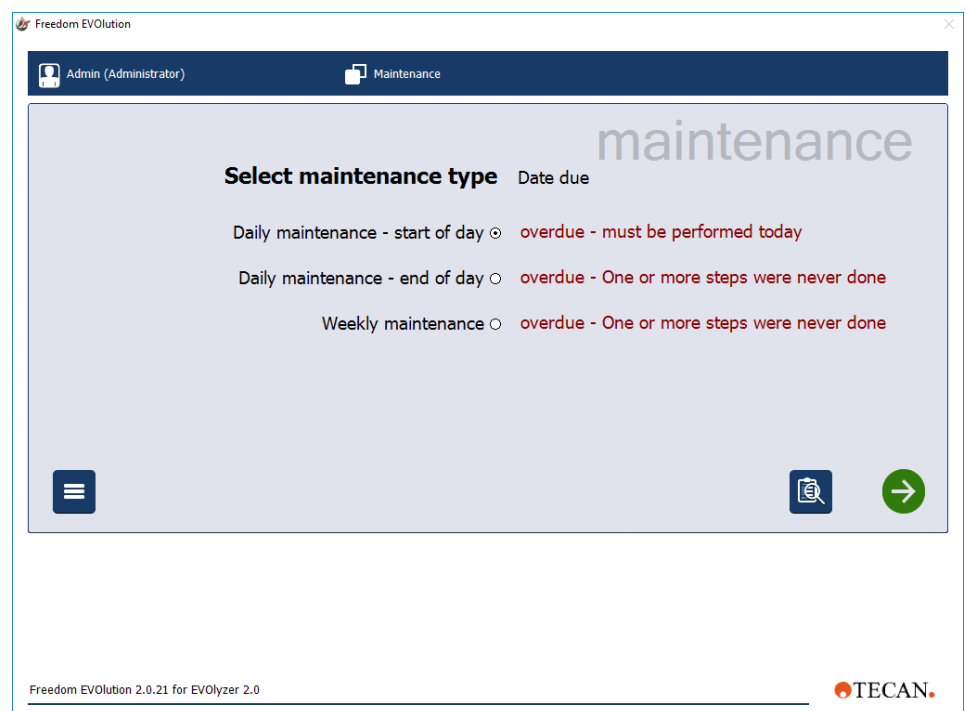 Freedom EVOlution
Admin (Administrator)
Maintenance
maintenance
Select maintenance type Date due
Daily maintenance - start of day overdue - must be performed today
Daily maintenance - end of day overdue - One or more steps were never done
Weekly maintenance overdue - One or more steps were never done
Freedom EVOlution 2.0.21 for EVOlyzer 2.0
TECAN.